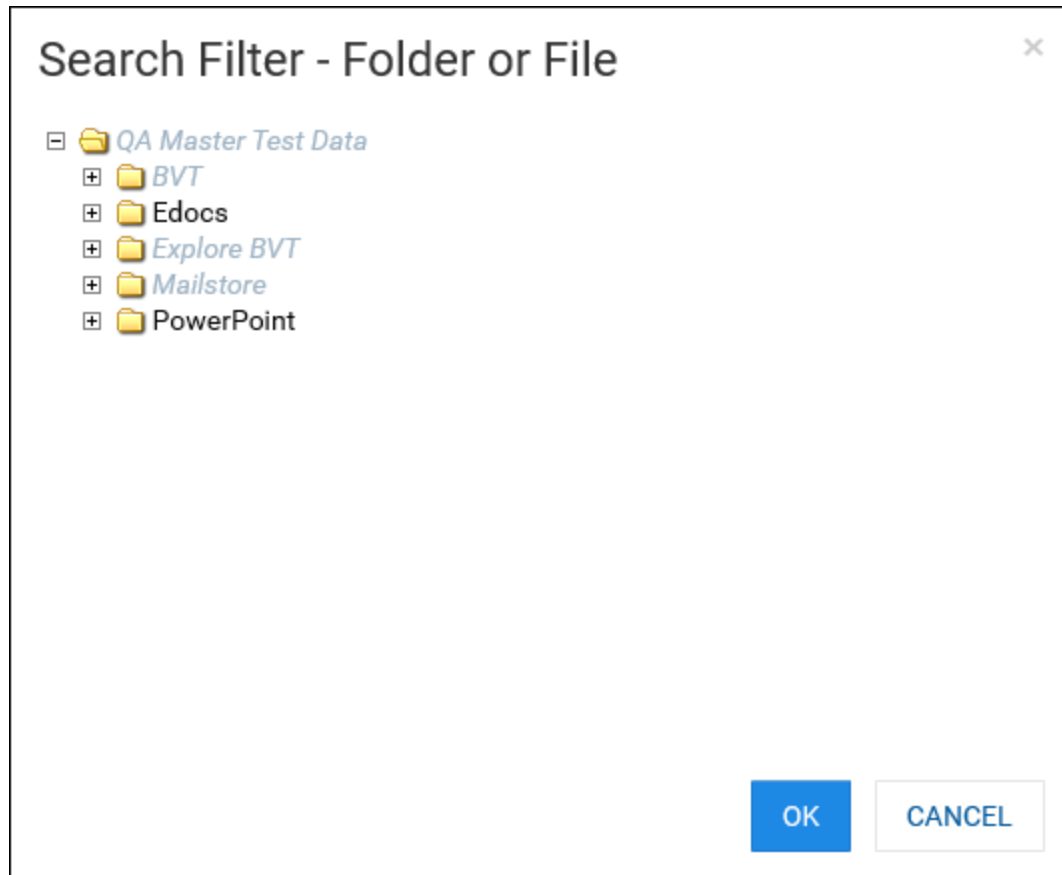 Search Filter - Folder or File
QA Master Test Data
BVT
Edocs
Explore BVT
Mailstore
PowerPoint
OK CANCEL